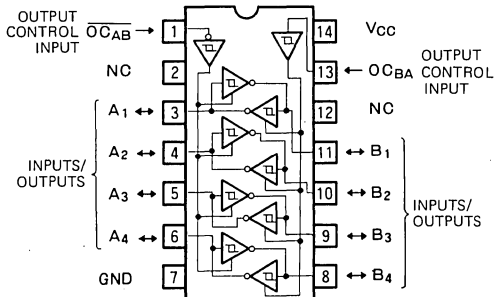 OUTPUT
CONTROL
INPUT
OC̅A̅B̅ → 1
14 VCC
NC 2
13 ← OCBA
OUTPUT
CONTROL
INPUT
A1 ↔ 3
12 NC
A2 ↔ 4
11 ↔ B1
INPUTS/
OUTPUTS
A3 ↔ 5
10 ↔ B2
INPUTS/
OUTPUTS
A4 ↔ 6
9 ↔ B3
GND 7
8 ↔ B4